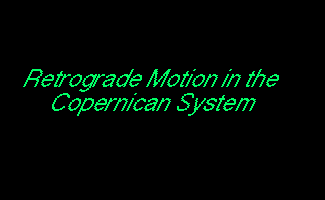 Retrograde Motion in the
Copernican System